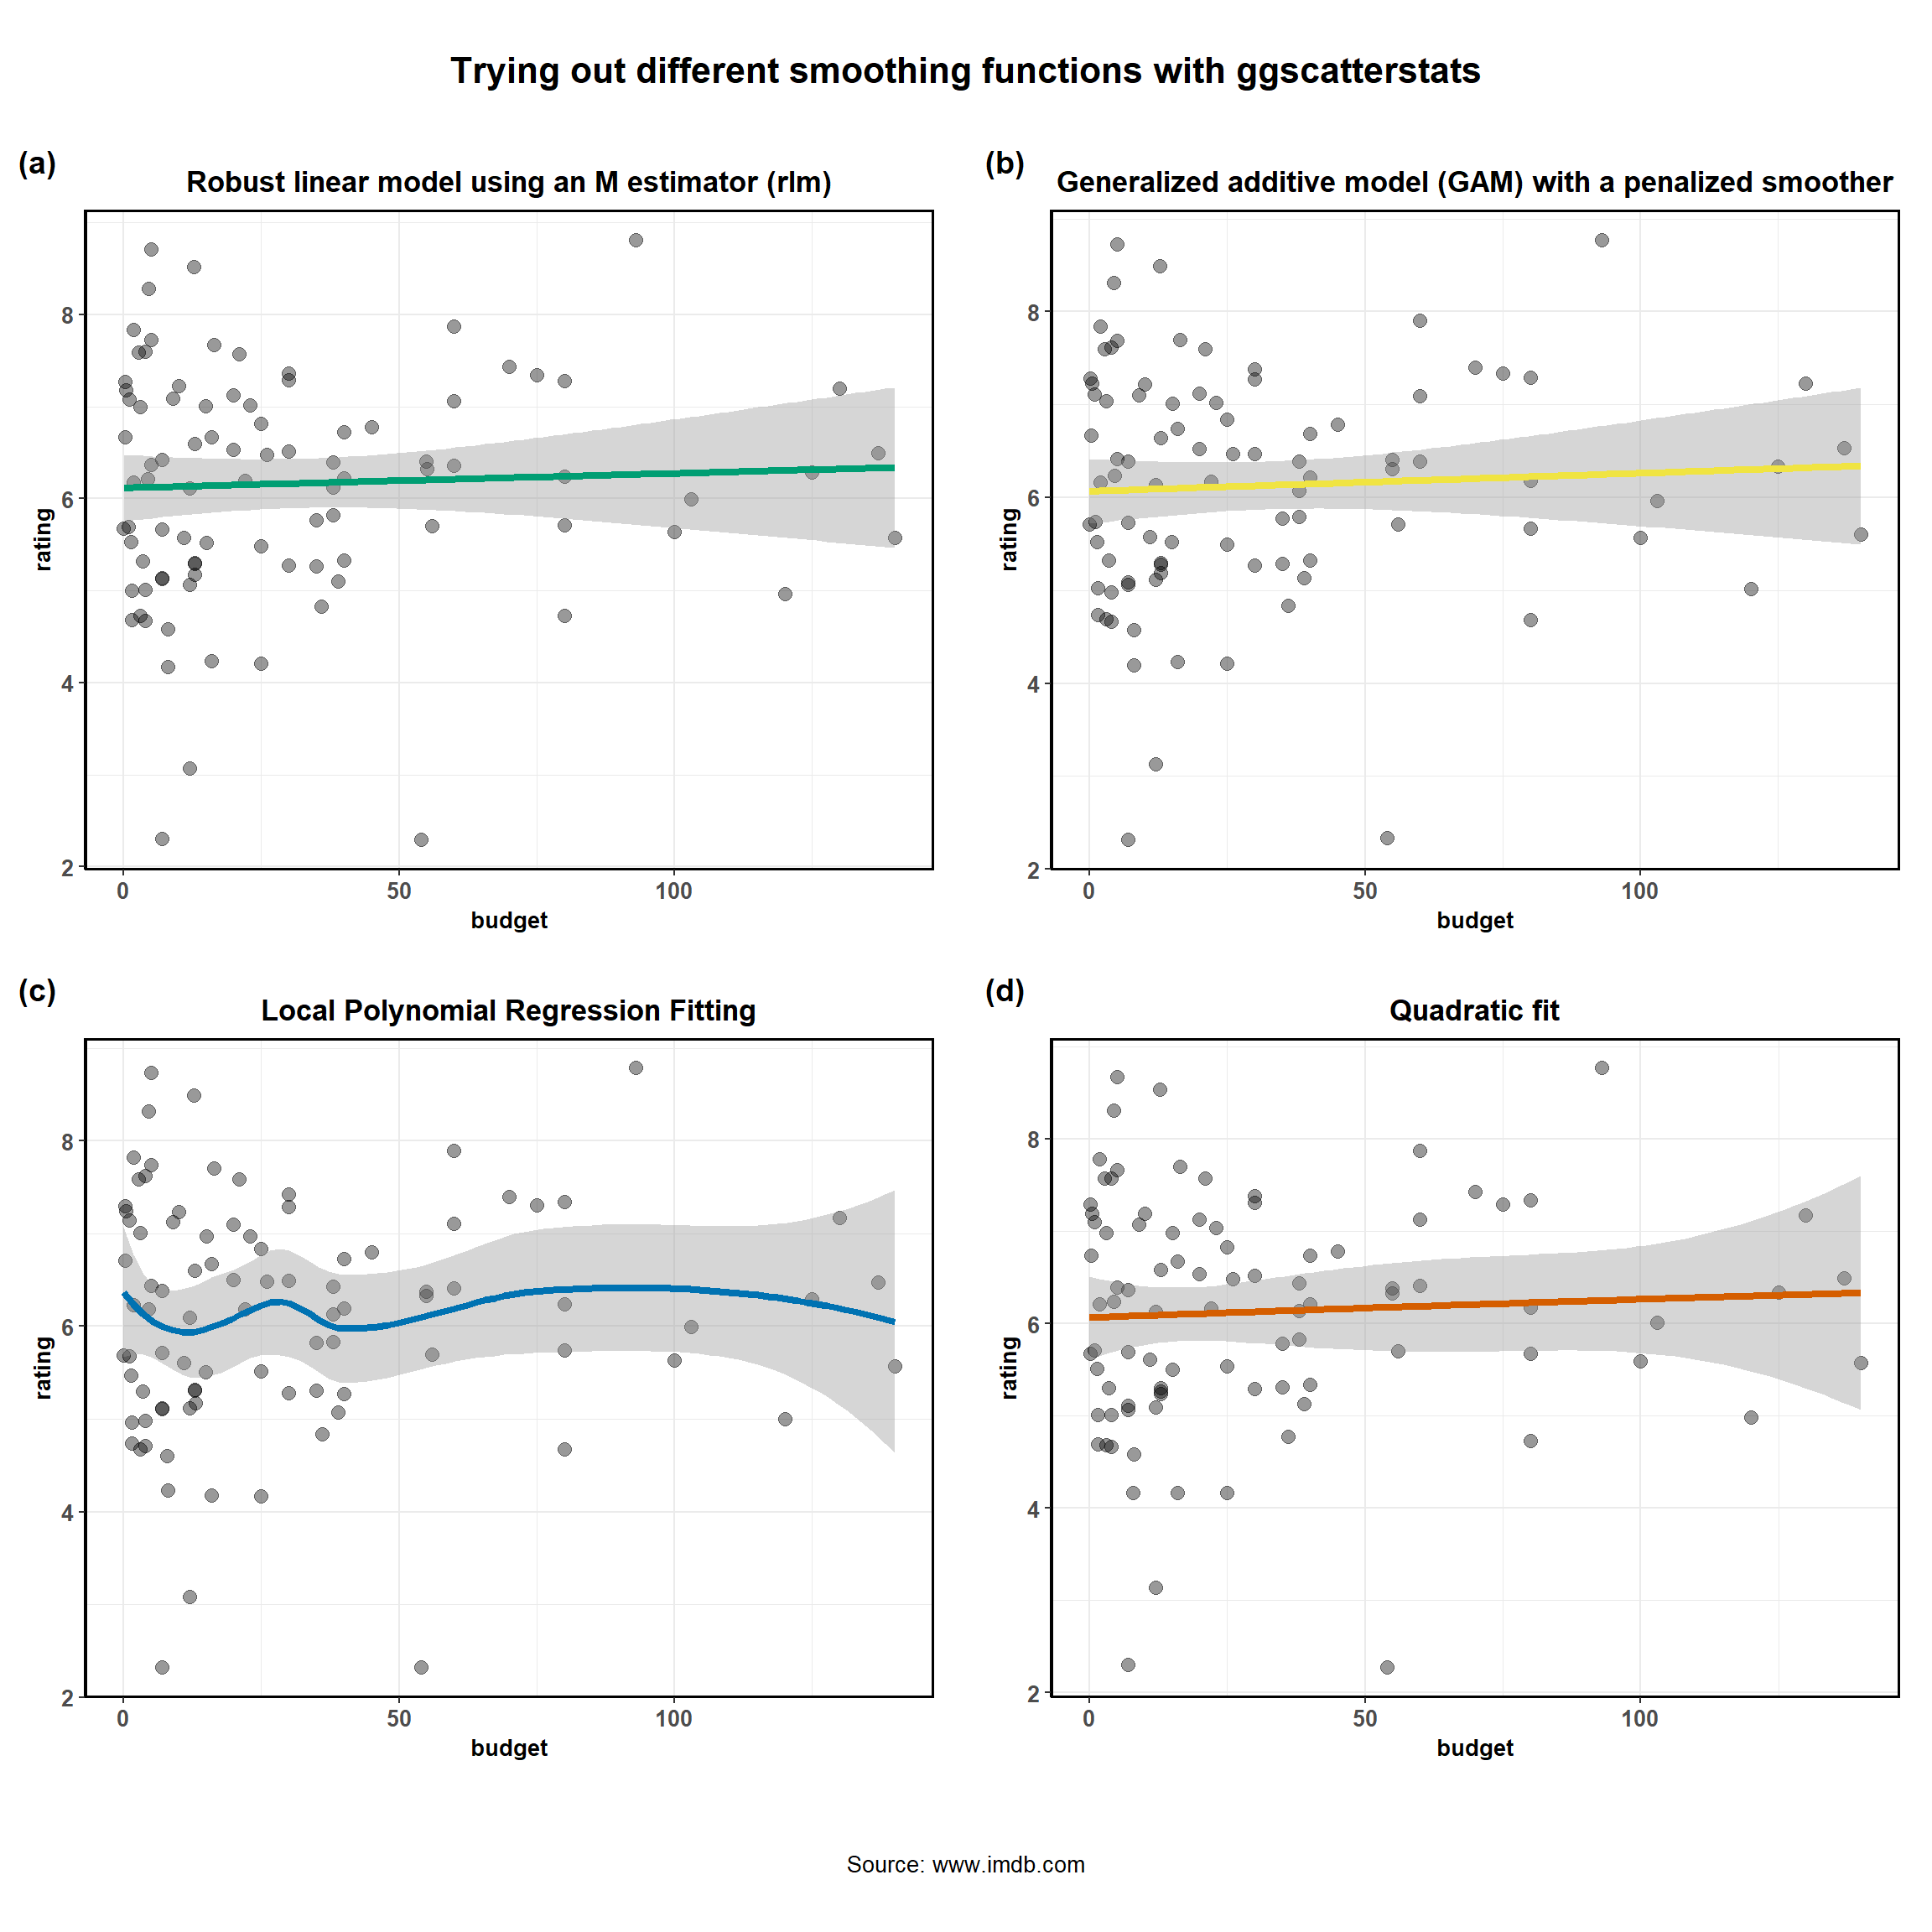 Trying out different smoothing functions with ggscatterstats
(a)
Robust linear model using an M estimator (rlm)
8
6
4
2
rating
0 50 100
budget
(b)
Generalized additive model (GAM) with a penalized smoother
8
6
4
2
rating
0 50 100
budget
(c)
Local Polynomial Regression Fitting
8
6
4
2
rating
0 50 100
budget
(d)
Quadratic fit
8
6
4
2
rating
0 50 100
budget
Source: www.imdb.com